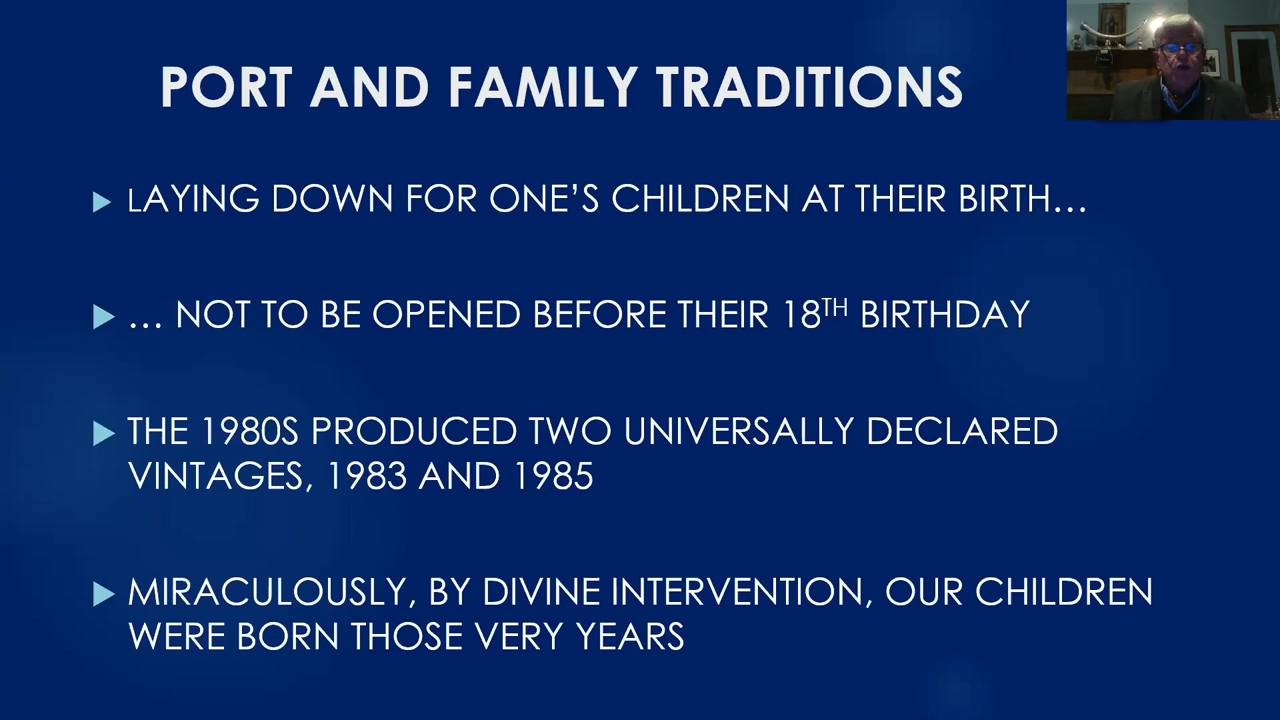 PORT AND FAMILY TRADITIONS
LAYING DOWN FOR ONE’S CHILDREN AT THEIR BIRTH…
… NOT TO BE OPENED BEFORE THEIR 18TH BIRTHDAY
THE 1980S PRODUCED TWO UNIVERSALLY DECLARED
VINTAGES, 1983 AND 1985
MIRACULOUSLY, BY DIVINE INTERVENTION, OUR CHILDREN
WERE BORN THOSE VERY YEARS